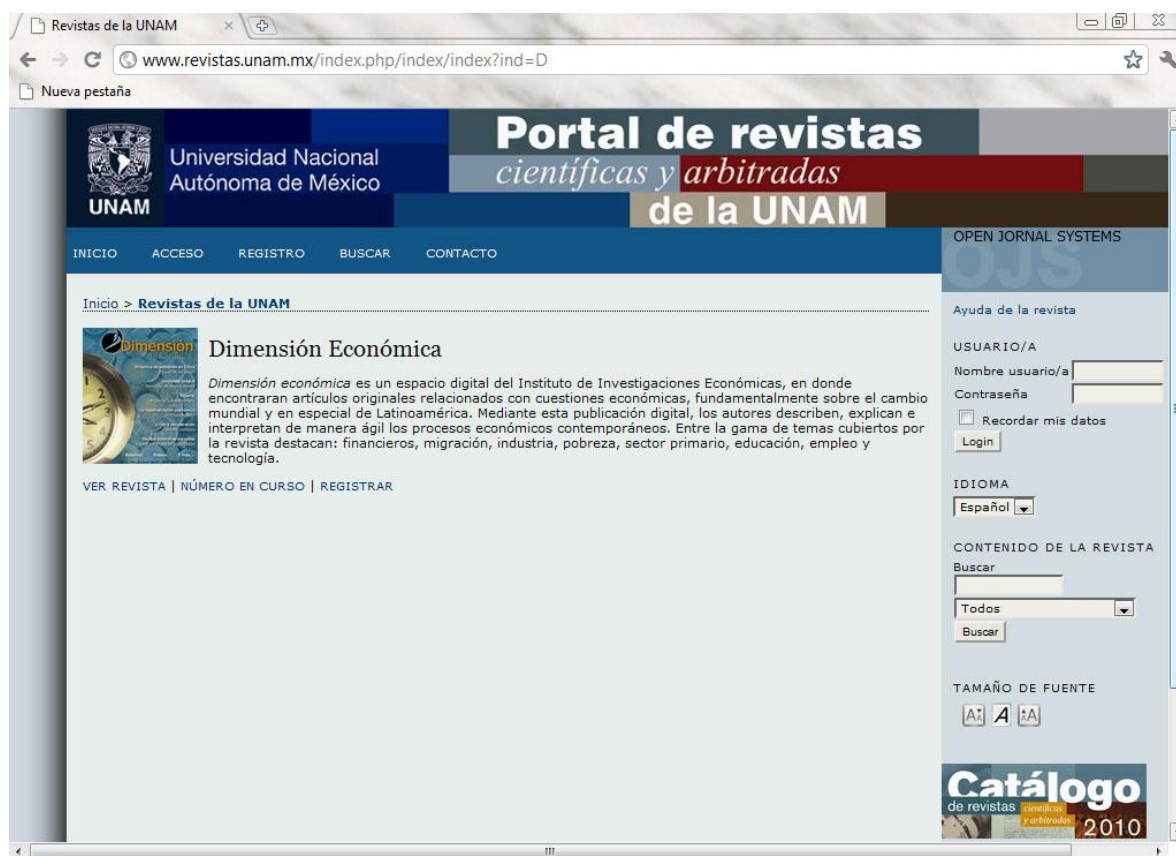 Revistas de la UNAM
www.revistas.unam.mx/index.php/index/index?ind=D
Nueva pestaña
UNAM
Universidad Nacional
Autónoma de México
Portal de revistas
científicas y arbitradas
de la UNAM
INICIO ACCESO REGISTRO BUSCAR CONTACTO
Inicio > Revistas de la UNAM
Dimensión
Dimensión Económica
Dimensión económica es un espacio digital del Instituto de Investigaciones Económicas, en donde
encontraran artículos originales relacionados con cuestiones económicas, fundamentalmente sobre el cambio
mundial y en especial de Latinoamérica. Mediante esta publicación digital, los autores describen, explican e
interpretan de manera ágil los procesos económicos contemporáneos. Entre la gama de temas cubiertos por
la revista destacan: financieros, migración, industria, pobreza, sector primario, educación, empleo y
tecnología.
VER REVISTA | NÚMERO EN CURSO | REGISTRAR
OPEN JORNAL SYSTEMS
OJS
Ayuda de la revista
USUARIO/A
Nombre usuario/a
Contraseña
Recordar mis datos
Login
IDIOMA
Español
CONTENIDO DE LA REVISTA
Buscar
Todos
Buscar
TAMAÑO DE FUENTE
A A A
Catálogo
de revistas científicas
y arbitradas
2010